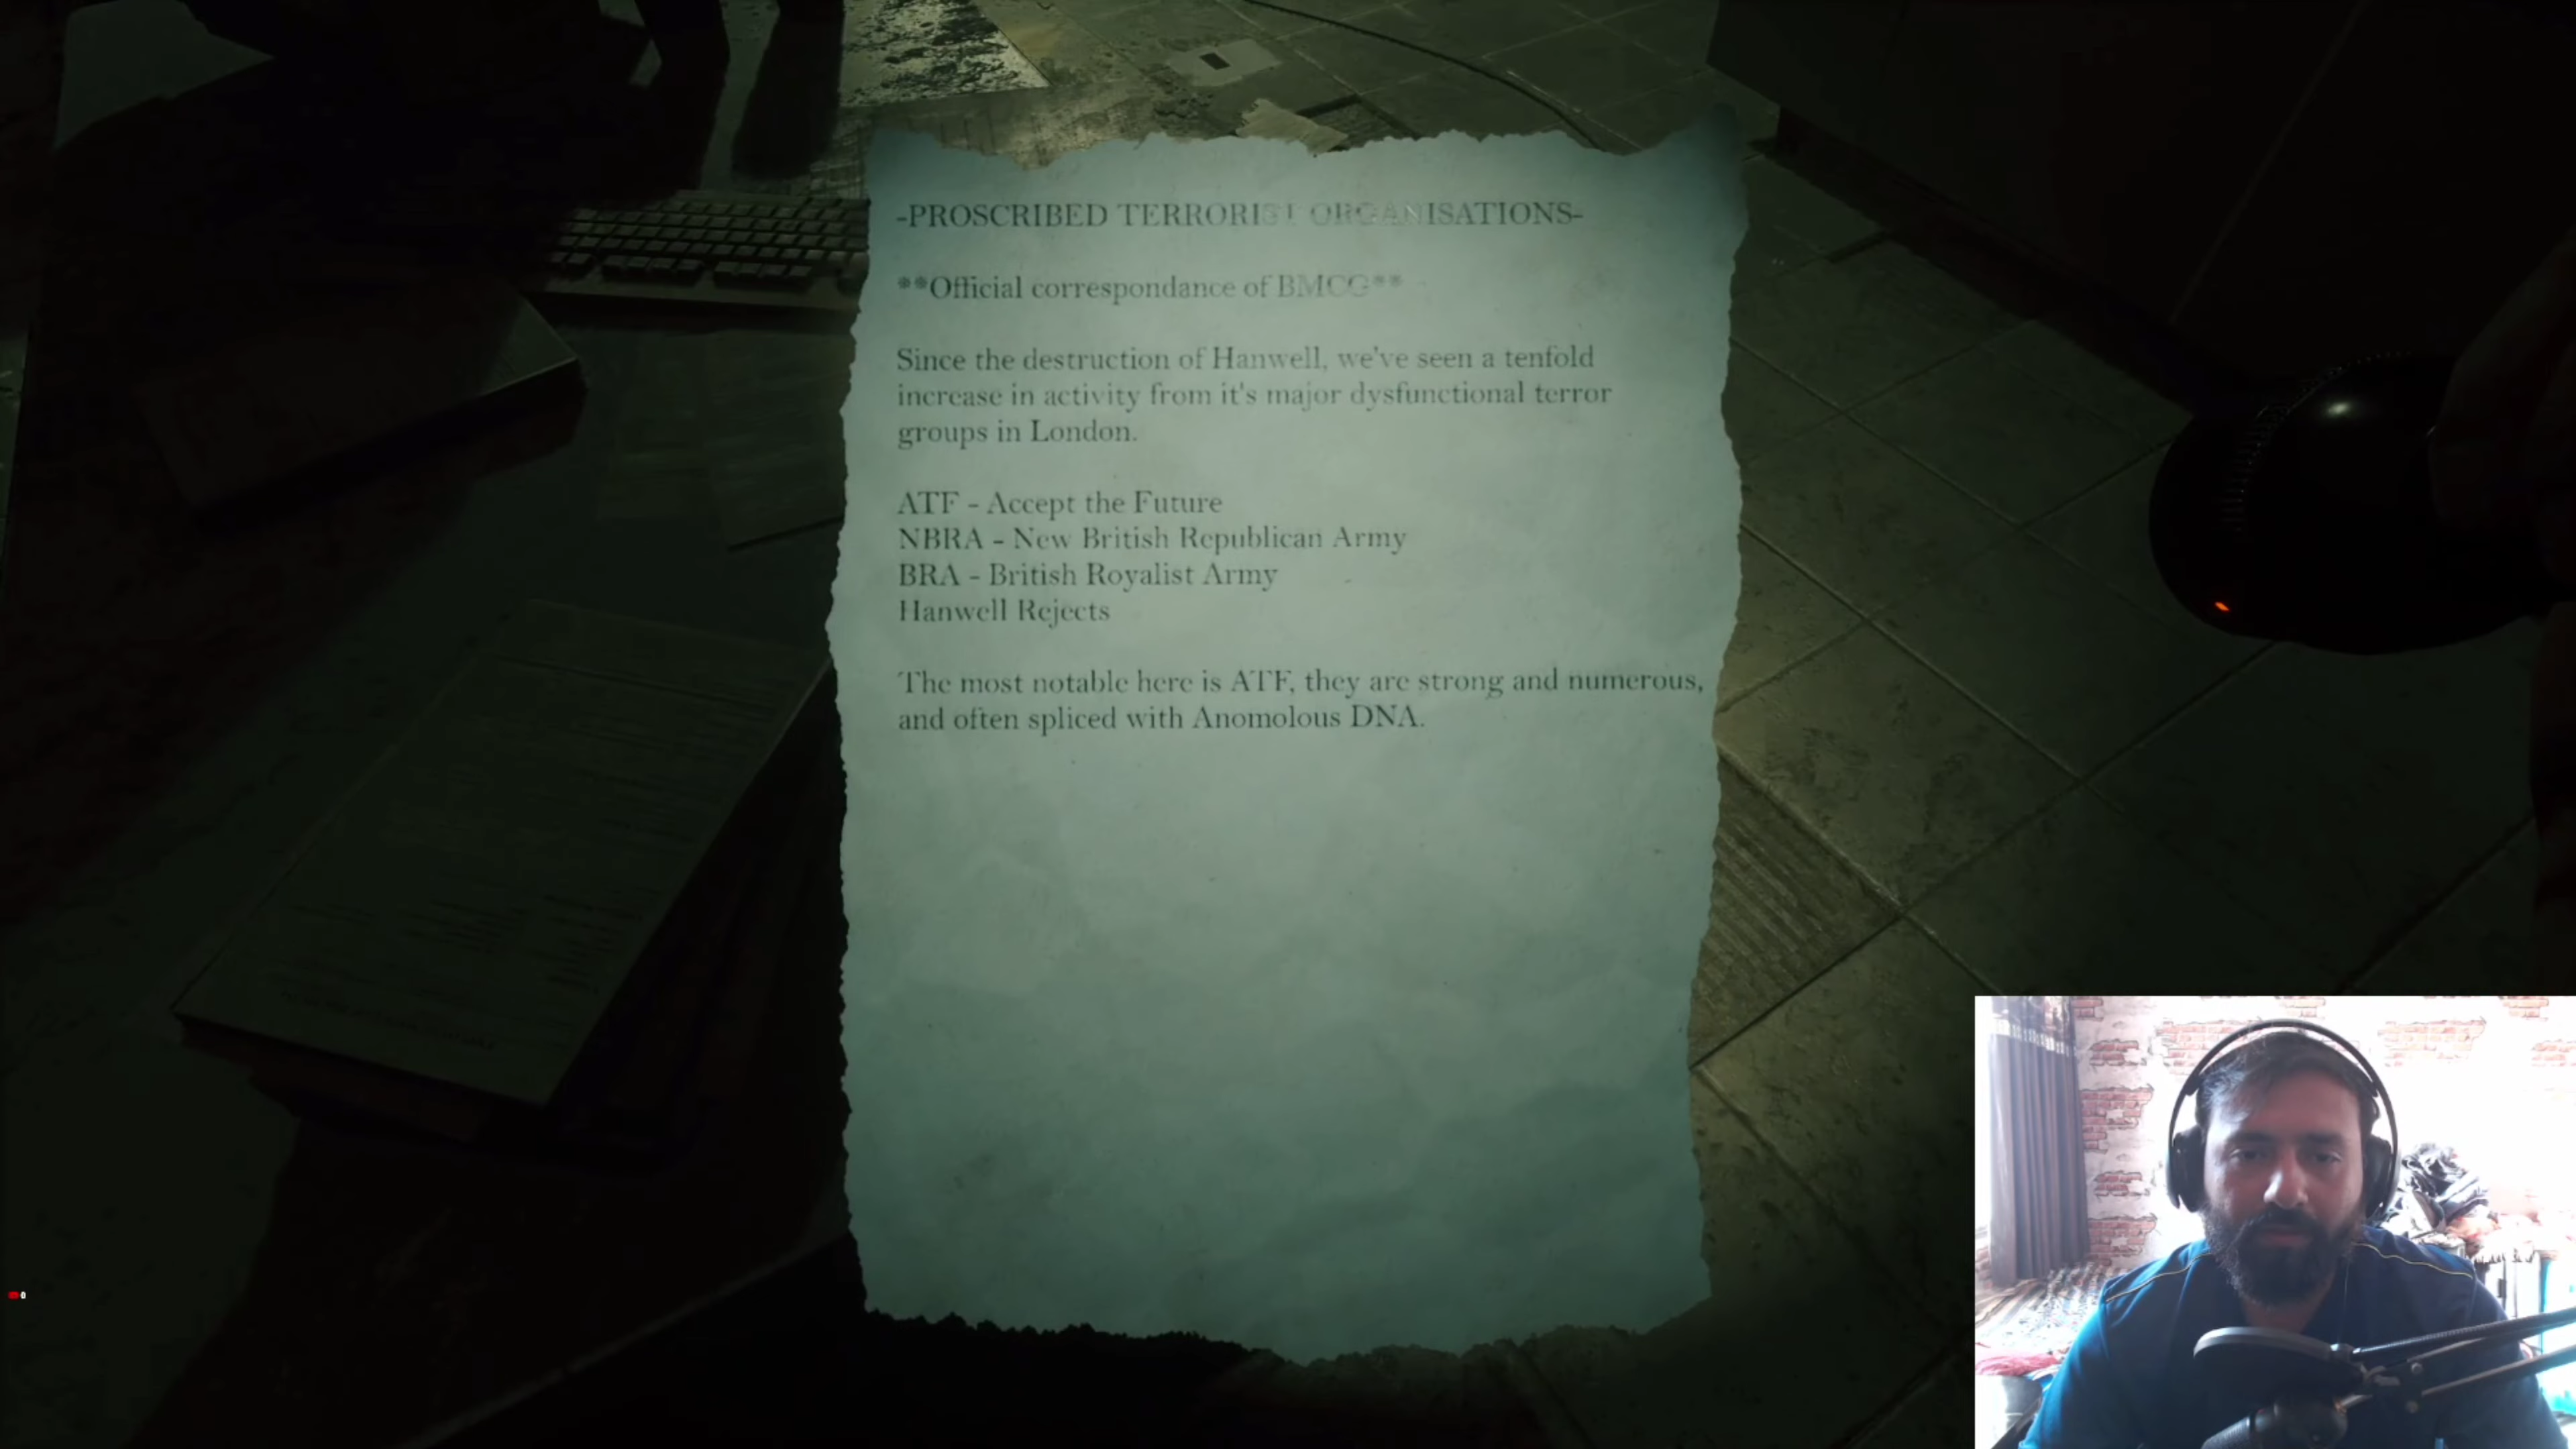 -PROSCRIBED TERRORIST ORGANISATIONS-
**Official correspondance of BMCG**
Since the destruction of Hanwell, we've seen a tenfold
increase in activity from it's major dysfunctional terror
groups in London.
ATF - Accept the Future
NBRA - New British Republican Army
BRA - British Royalist Army
Hanwell Rejects
The most notable here is ATF, they are strong and numerous,
and often spliced with Anomolous DNA.
0